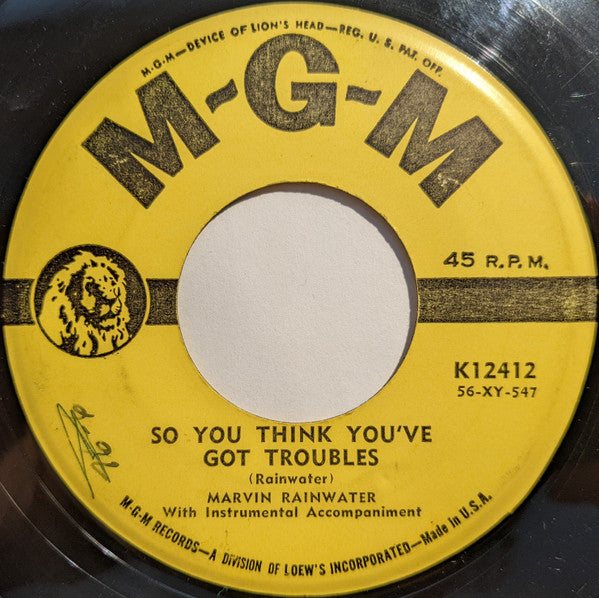 M-G-M—DEVICE OF LION'S HEAD—REG. U. S. PAT. OFF.
M-G-M
45 R.P.M.
K12412
56-XY-547
SO YOU THINK YOU'VE
GOT TROUBLES
(Rainwater)
MARVIN RAINWATER
With Instrumental Accompaniment
M-G-M RECORDS—A DIVISION OF LOEW'S INCORPORATED—Made in U.S.A.